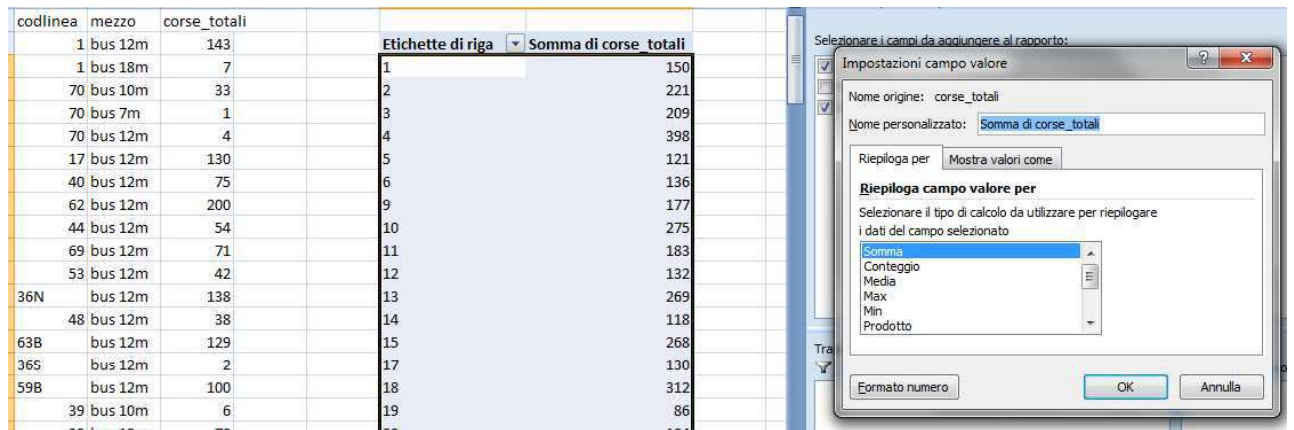 codlinea mezzo corse_totali
1 bus 12m 143
1 bus 18m 7
70 bus 10m 33
70 bus 7m 1
70 bus 12m 4
17 bus 12m 130
40 bus 12m 75
62 bus 12m 200
44 bus 12m 54
69 bus 12m 71
53 bus 12m 42
36N bus 12m 138
48 bus 12m 38
63B bus 12m 129
36S bus 12m 2
59B bus 12m 100
39 bus 10m 6
Etichette di riga Somma di corse_totali
1 150
2 221
3 209
4 398
5 121
6 136
9 177
10 275
11 183
12 132
13 269
14 118
15 268
17 130
18 312
19 86
Selezionare i campi da aggiungere al rapporto:
Tra
Impostazioni campo valore
Nome origine: corse_totali
Nome personalizzato: Somma di corse_totali
Riepiloga per Mostra valori come
Riepiloga campo valore per
Selezionare il tipo di calcolo da utilizzare per riepilogare
i dati del campo selezionato
Somma
Conteggio
Media
Max
Min
Prodotto
Formato numero OK Annulla